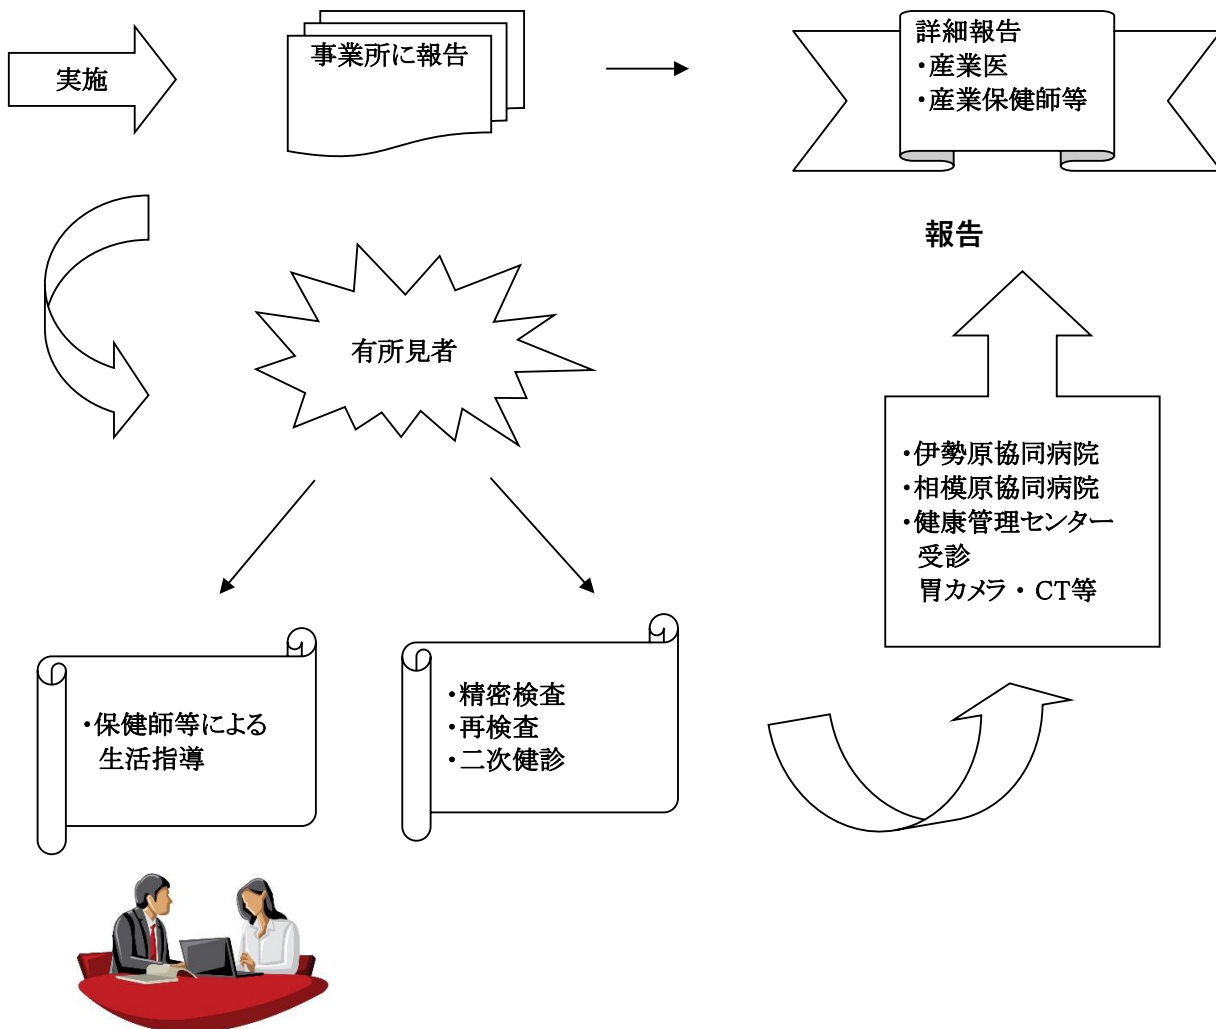 実施
事業所に報告
詳細報告
・産業医
・産業保健師等
報告
有所見者
・伊勢原協同病院
・相模原協同病院
・健康管理センター
受診
胃カメラ・CT等
・保健師等による
生活指導
・精密検査
・再検査
・二次健診